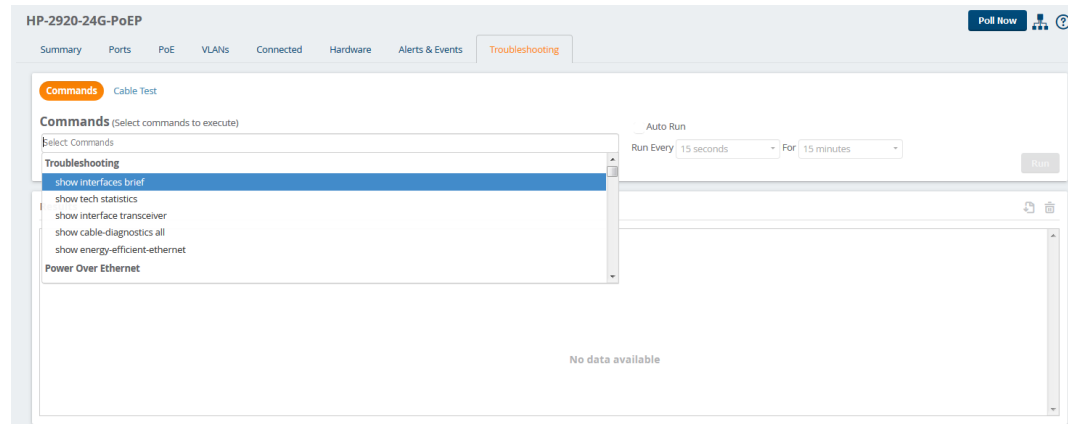 HP-2920-24G-PoEP
Poll Now
Summary Ports PoE VLANs Connected Hardware Alerts & Events Troubleshooting
Commands Cable Test
Commands (Select commands to execute)
Auto Run
Select Commands
Run Every 15 seconds For 15 minutes
Run
Troubleshooting
show interfaces brief
show tech statistics
show interface transceiver
show cable-diagnostics all
show energy-efficient-ethernet
Power Over Ethernet
No data available